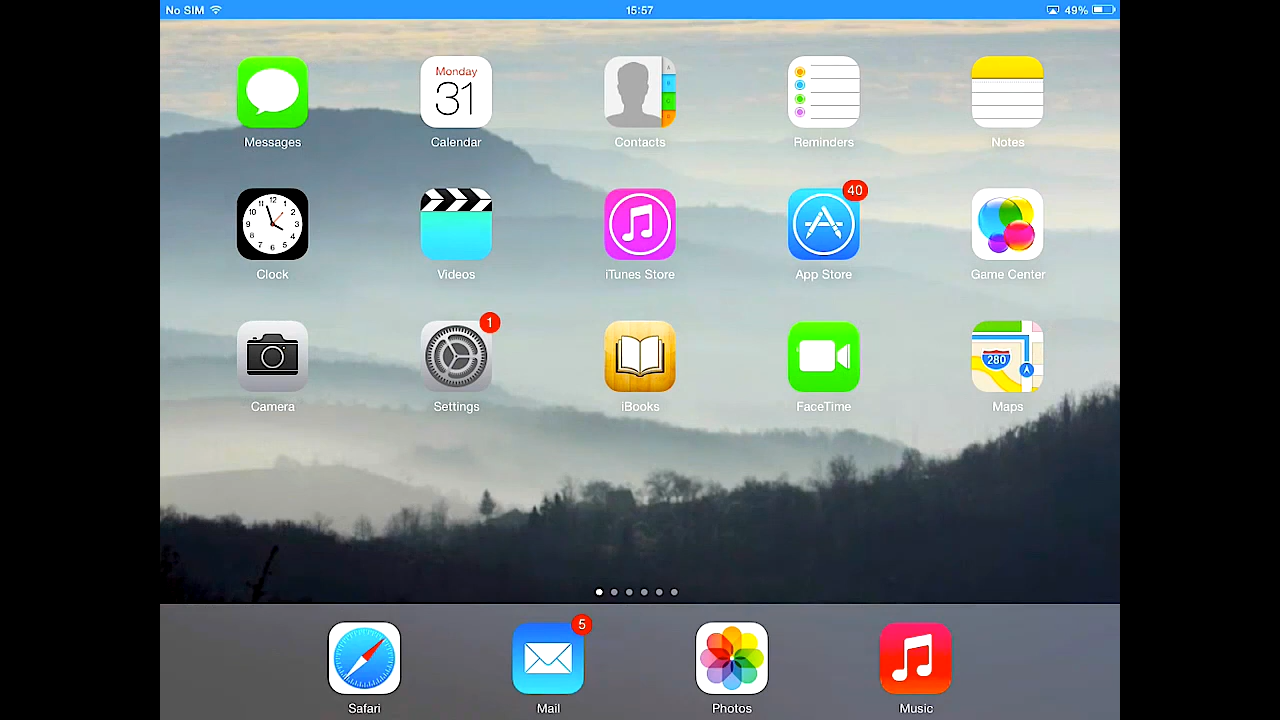 No SIM 15:57 49%
Monday
31
Messages Calendar Contacts Reminders Notes
40
Clock Videos iTunes Store App Store Game Center
1
280
Camera Settings iBooks FaceTime Maps
5
Safari Mail Photos Music